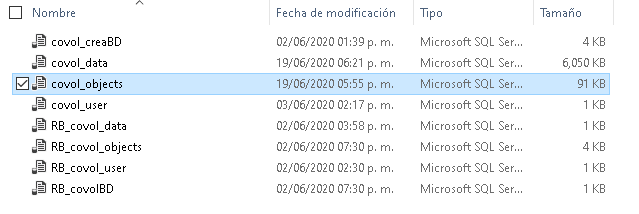 Nombre Fecha de modificación Tipo Tamaño
covol_creaBD 02/06/2020 01:39 p. m. Microsoft SQL Ser... 4 KB
covol_data 19/06/2020 06:21 p. m. Microsoft SQL Ser... 6,050 KB
covol_objects 19/06/2020 05:55 p. m. Microsoft SQL Ser... 91 KB
covol_user 03/06/2020 02:17 p. m. Microsoft SQL Ser... 1 KB
RB_covol_data 02/06/2020 03:58 p. m. Microsoft SQL Ser... 1 KB
RB_covol_objects 02/06/2020 07:30 p. m. Microsoft SQL Ser... 4 KB
RB_covol_user 02/06/2020 02:30 p. m. Microsoft SQL Ser... 1 KB
RB_covolBD 02/06/2020 07:30 p. m. Microsoft SQL Ser... 1 KB